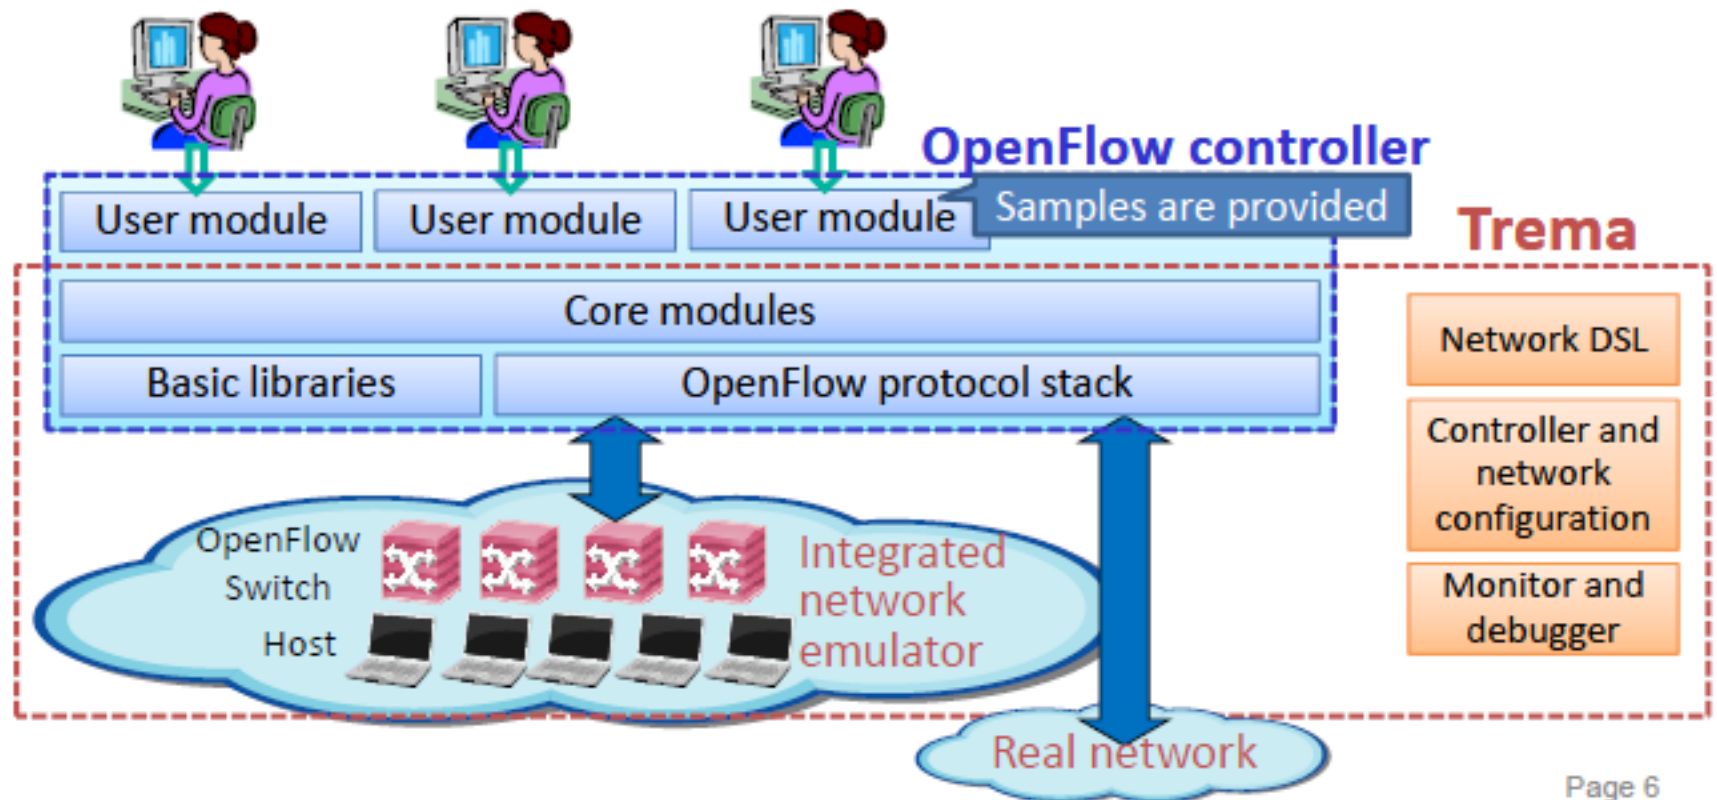 OpenFlow controller
User module
User module
User module
Samples are provided
Trema
Core modules
Basic libraries
OpenFlow protocol stack
Network DSL
Controller and
network
configuration
Monitor and
debugger
OpenFlow
Switch
Host
Integrated
network
emulator
Real network
Page 6